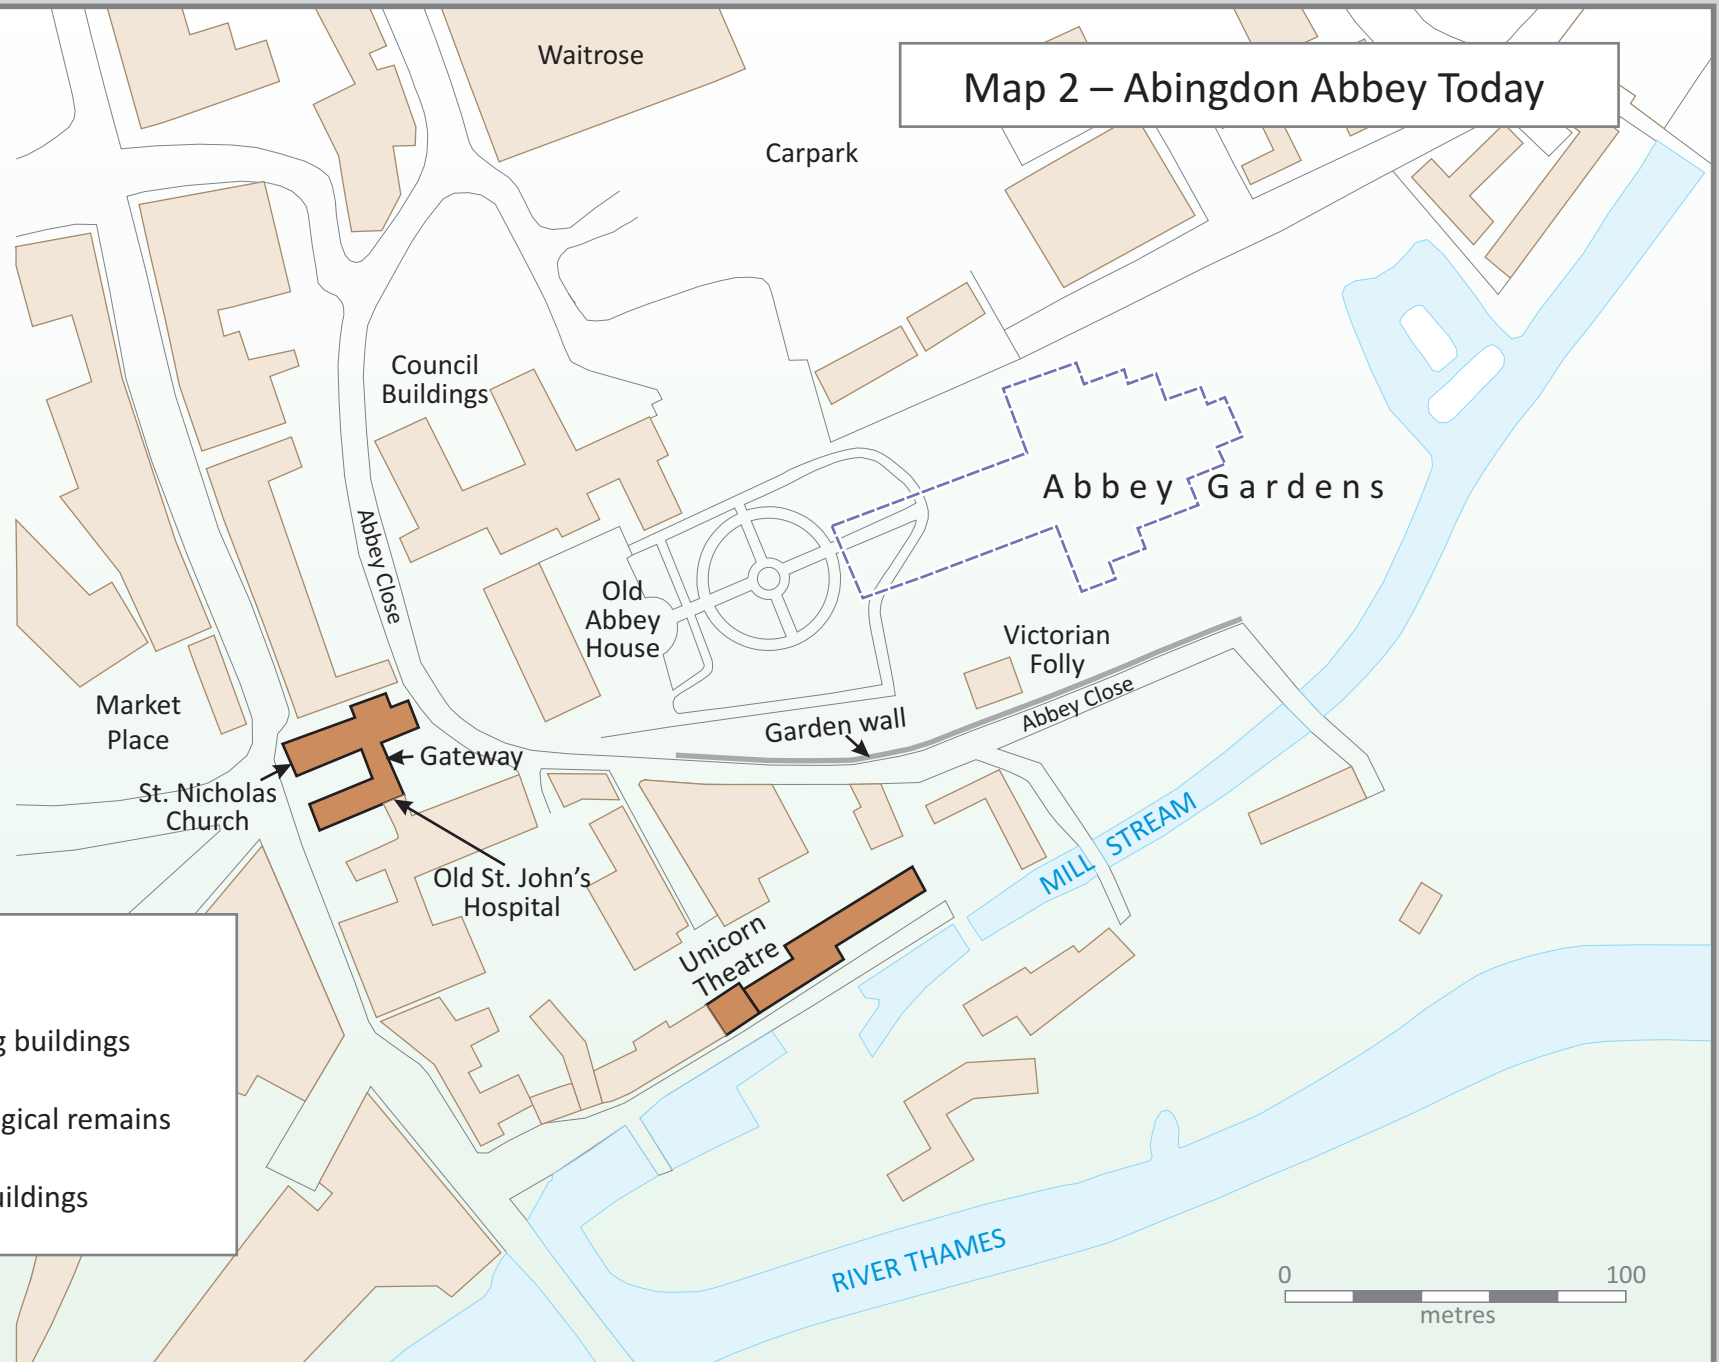 Waitrose
Map 2 – Abingdon Abbey Today
Carpark
Council
Buildings
Abbey Gardens
Abbey Close
Old
Abbey
House
Victorian
Folly
Abbey Close
Market
Place
Garden wall
Gateway
St. Nicholas
Church
Old St. John's
Hospital
MILL STREAM
Unicorn
Theatre
buildings
remains
RIVER THAMES
0 100
metres